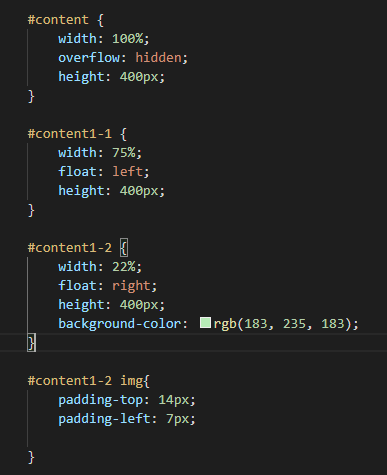 #content {
    width: 100%;
    overflow: hidden;
    height: 400px;
}

#content1-1 {
    width: 75%;
    float: left;
    height: 400px;
}

#content1-2 {
    width: 22%;
    float: right;
    height: 400px;
    background-color: rgb(183, 235, 183);
}

#content1-2 img{
    padding-top: 14px;
    padding-left: 7px;

}